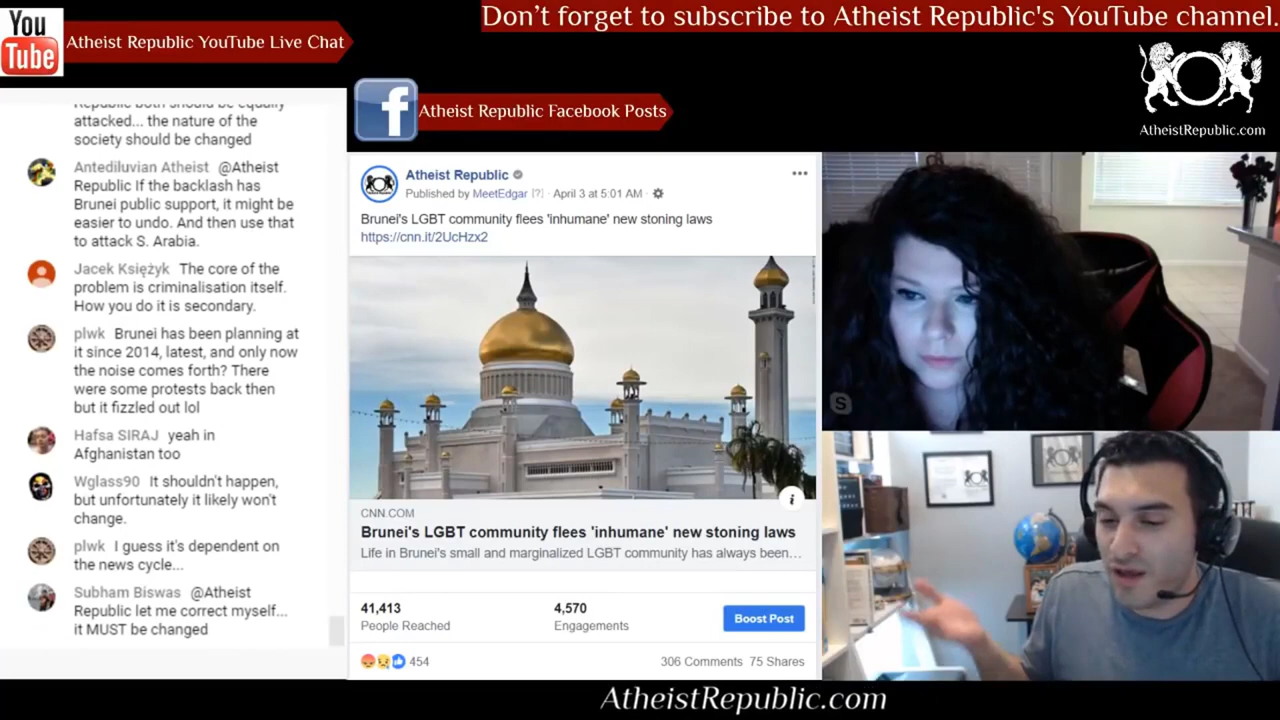 Don't forget to subscribe to Atheist Republic's YouTube channel.
You
Tube
Atheist Republic YouTube Live Chat
AtheistRepublic.com
f
Atheist Republic Facebook Posts
Republic both should be equally
attacked... the nature of the
society should be changed
Antediluvian Atheist @Atheist
Republic If the backlash has
Brunei public support, it might be
easier to undo. And then use that
to attack S. Arabia.
Jacek Księżyk The core of the
problem is criminalisation itself.
How you do it is secondary.
plwk Brunei has been planning at
it since 2014, latest, and only now
the noise comes forth? There
were some protests back then
but it fizzled out lol
Hafsa SIRAJ yeah in
Afghanistan too
Wglass90 It shouldn't happen,
but unfortunately it likely won't
change.
plwk I guess it's dependent on
the news cycle...
Subham Biswas @Atheist
Republic let me correct myself...
it MUST be changed
Atheist Republic
Published by MeetEdgar [?] · April 3 at 5:01 AM ·
Brunei's LGBT community flees 'inhumane' new stoning laws
https://cnn.it/2UcHzx2
i
CNN.COM
Brunei's LGBT community flees 'inhumane' new stoning laws
Life in Brunei's small and marginalized LGBT community has always been...
41,413
People Reached
4,570
Engagements
Boost Post
454
306 Comments 75 Shares
S
AtheistRepublic.com